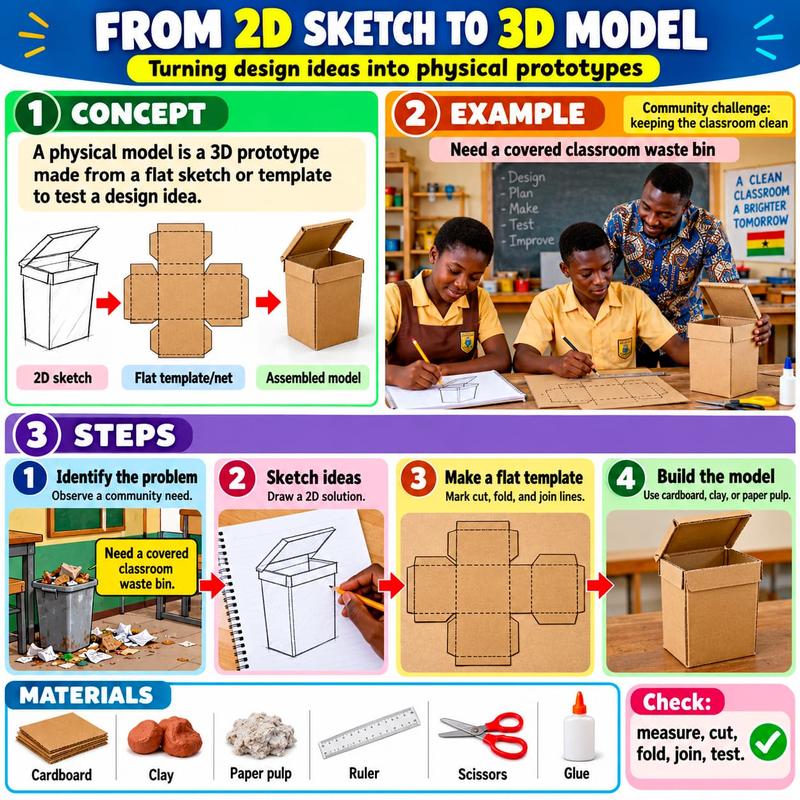 FROM 2D SKETCH TO 3D MODEL
Turning design ideas into physical prototypes
1 CONCEPT
A physical model is a 3D prototype
made from a flat sketch or template
to test a design idea.
2D sketch
Flat template/net
Assembled model
2 EXAMPLE
Community challenge:
keeping the classroom clean
Need a covered classroom waste bin
- Design
- Plan
- Make
- Test
- Improve
A CLEAN
CLASSROOM
A BRIGHTER
TOMORROW
3 STEPS
1 Identify the problem
Observe a community need.
Need a covered
classroom
waste bin.
2 Sketch ideas
Draw a 2D solution.
3 Make a flat template
Mark cut, fold, and join lines.
4 Build the model
Use cardboard, clay, or paper pulp.
MATERIALS
Cardboard
Clay
Paper pulp
Ruler
Scissors
Glue
Check:
measure, cut,
fold, join, test.